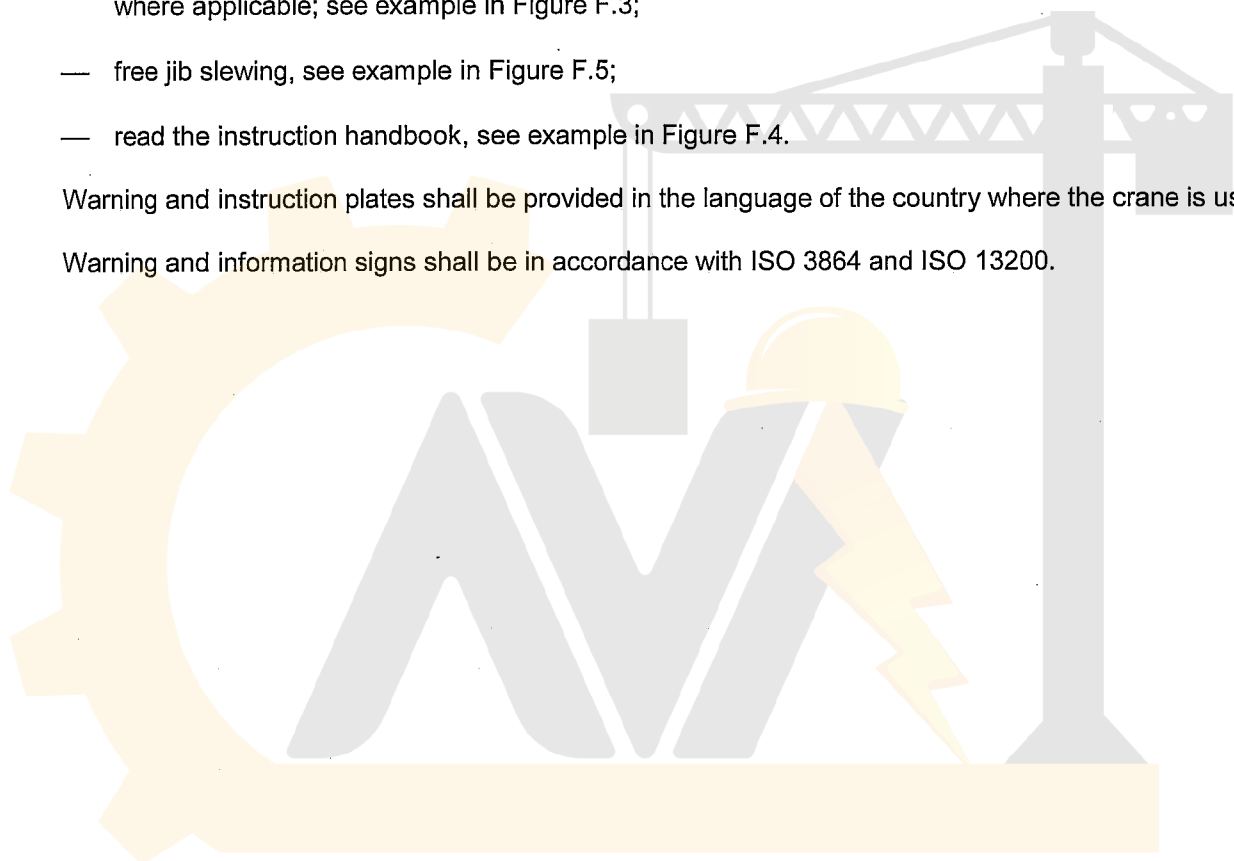 where applicable; see example in Figure F.3;
— free jib slewing, see example in Figure F.5;
— read the instruction handbook, see example in Figure F.4.
Warning and instruction plates shall be provided in the language of the country where the crane is us
Warning and information signs shall be in accordance with ISO 3864 and ISO 13200.